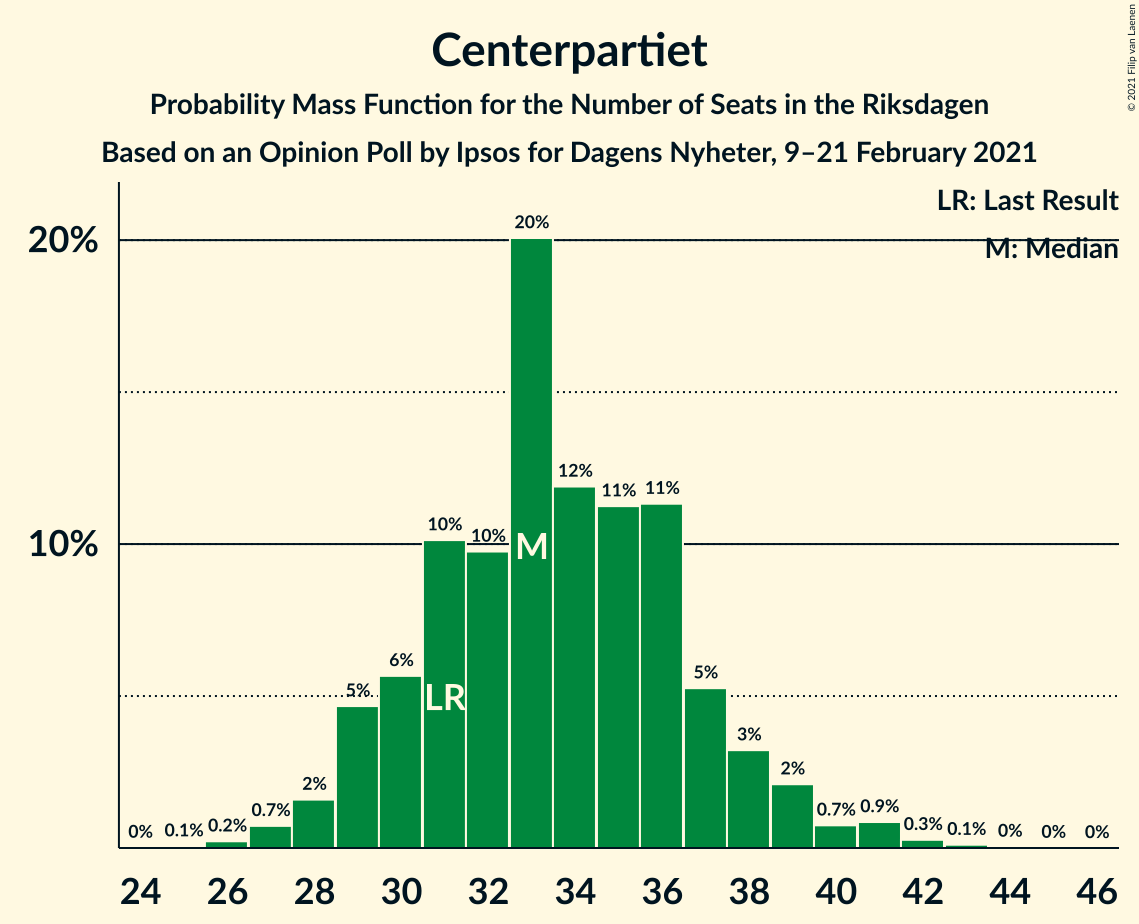 Centerpartiet
Probability Mass Function for the Number of Seats in the Riksdagen
Based on an Opinion Poll by Ipsos for Dagens Nyheter, 9–21 February 2021
© 2021 Filip van Laenen
LR: Last Result
M: Median
20%
10%
0%
0.1%
0.2%
0.7%
2%
5%
6%
10%
10%
20%
12%
11%
11%
5%
3%
2%
0.7%
0.9%
0.3%
0.1%
0%
0%
0%
LR
M
24 26 28 30 32 34 36 38 40 42 44 46